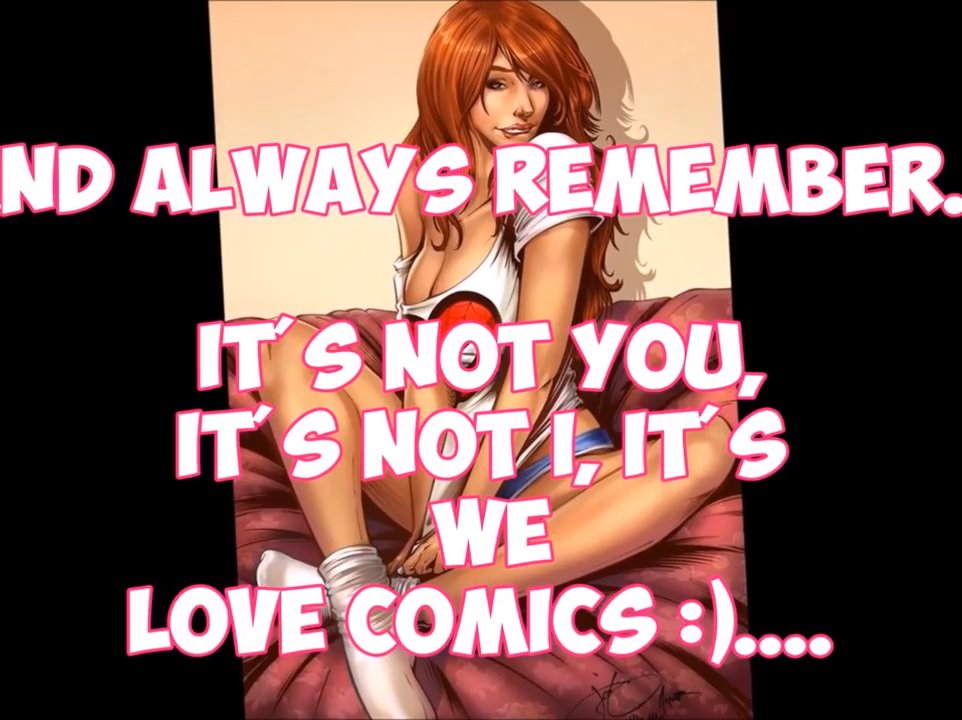 ND ALWAYS REMEMBER.
IT'S NOT YOU,
IT'S NOT I, IT'S
WE
LOVE COMICS :)....